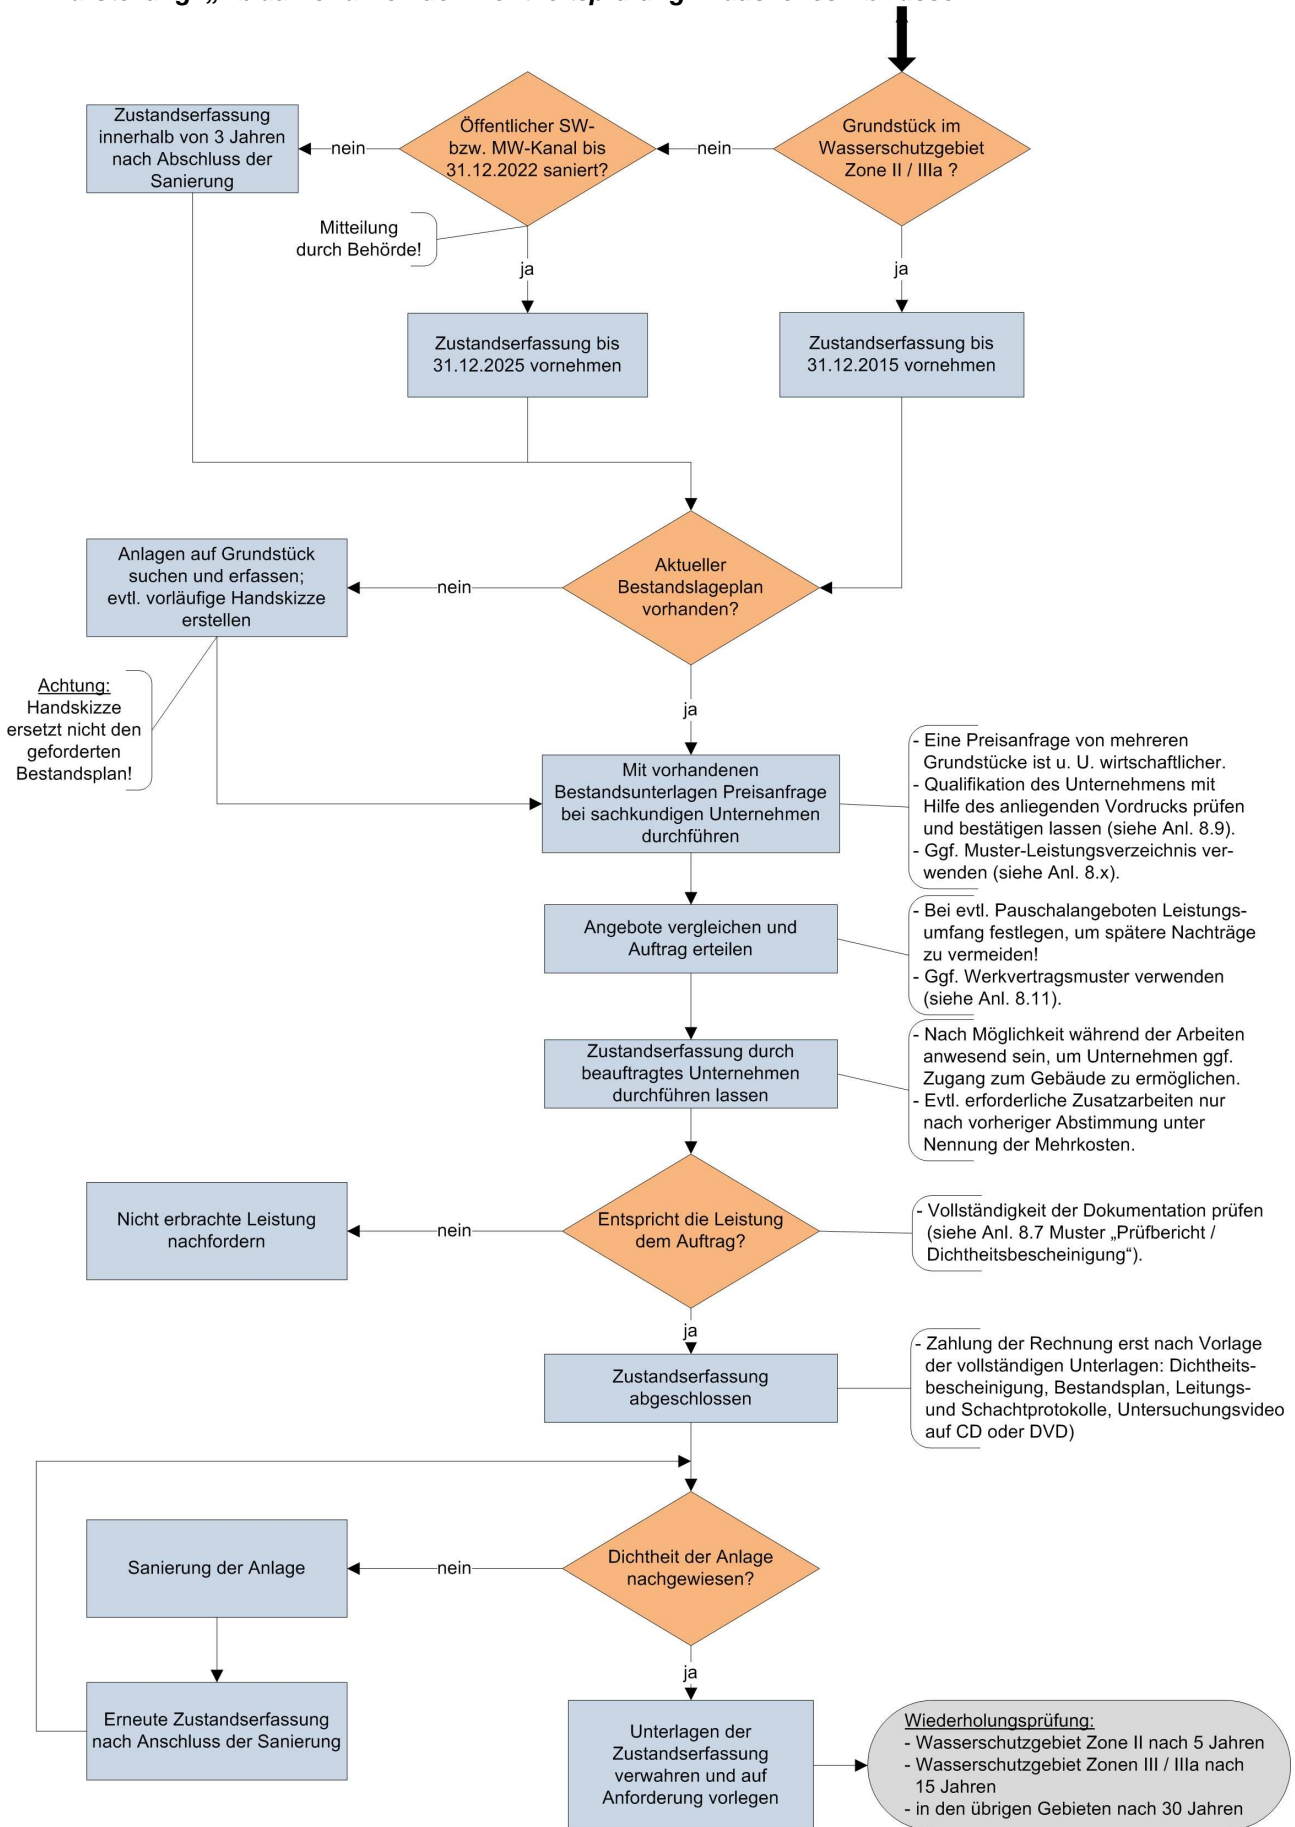 Grundstück im
Wasserschutzgebiet
Zone II / IIIa ?
nein
Öffentlicher SW-
bzw. MW-Kanal bis
31.12.2022 saniert?
nein
Zustandserfassung
innerhalb von 3 Jahren
nach Abschluss der
Sanierung
Mitteilung
durch Behörde!
ja
ja
Zustandserfassung bis
31.12.2025 vornehmen
Zustandserfassung bis
31.12.2015 vornehmen
Aktueller
Bestandslageplan
vorhanden?
nein
Anlagen auf Grundstück
suchen und erfassen;
evtl. vorläufige Handskizze
erstellen
Achtung:
Handskizze
ersetzt nicht den
geforderten
Bestandsplan!
ja
Mit vorhandenen
Bestandsunterlagen Preisanfrage
bei sachkundigen Unternehmen
durchführen
- Eine Preisanfrage von mehreren
Grundstücke ist u. U. wirtschaftlicher.
- Qualifikation des Unternehmens mit
Hilfe des anliegenden Vordrucks prüfen
und bestätigen lassen (siehe Anl. 8.9).
- Ggf. Muster-Leistungsverzeichnis ver-
wenden (siehe Anl. 8.x).
Angebote vergleichen und
Auftrag erteilen
- Bei evtl. Pauschalangeboten Leistungs-
umfang festlegen, um spätere Nachträge
zu vermeiden!
- Ggf. Werkvertragsmuster verwenden
(siehe Anl. 8.11).
Zustandserfassung durch
beauftragtes Unternehmen
durchführen lassen
- Nach Möglichkeit während der Arbeiten
anwesend sein, um Unternehmen ggf.
Zugang zum Gebäude zu ermöglichen.
- Evtl. erforderliche Zusatzarbeiten nur
nach vorheriger Abstimmung unter
Nennung der Mehrkosten.
Entspricht die Leistung
dem Auftrag?
nein
Nicht erbrachte Leistung
nachfordern
- Vollständigkeit der Dokumentation prüfen
(siehe Anl. 8.7 Muster „Prüfbericht /
Dichtheitsbescheinigung“).
ja
Zustandserfassung
abgeschlossen
- Zahlung der Rechnung erst nach Vorlage
der vollständigen Unterlagen: Dichtheits-
bescheinigung, Bestandsplan, Leitungs-
und Schachtprotokolle, Untersuchungsvideo
auf CD oder DVD)
Dichtheit der Anlage
nachgewiesen?
nein
Sanierung der Anlage
Erneute Zustandserfassung
nach Anschluss der Sanierung
ja
Unterlagen der
Zustandserfassung
verwahren und auf
Anforderung vorlegen
Wiederholungsprüfung:
- Wasserschutzgebiet Zone II nach 5 Jahren
- Wasserschutzgebiet Zonen III / IIIa nach
15 Jahren
- in den übrigen Gebieten nach 30 Jahren